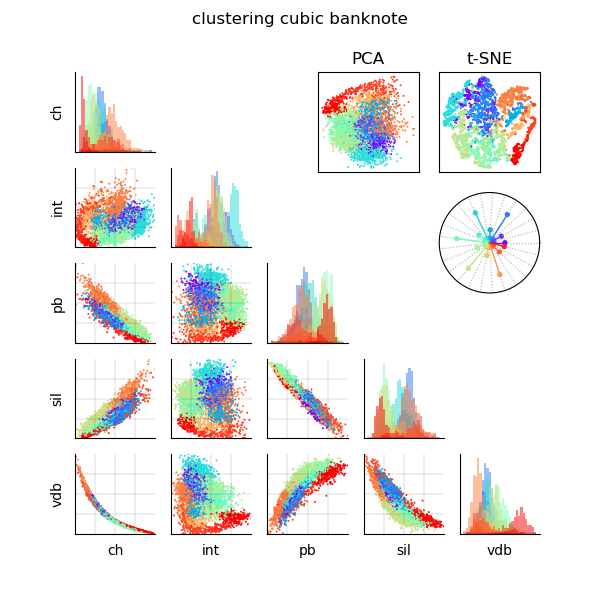 clustering cubic banknote
PCA
t-SNE
ch
int
pb
sil
vdb
ch
int
pb
sil
vdb